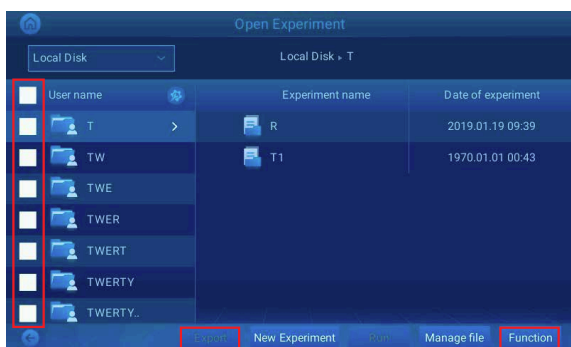 Open Experiment
Local Disk
Local Disk ▸ T
User name
Experiment name
Date of experiment
T
R
2019.01.19 09:39
TW
T1
1970.01.01 00:43
TWE
TWER
TWERT
TWERTY
TWERTY..
Export
New Experiment
Run
Manage file
Function